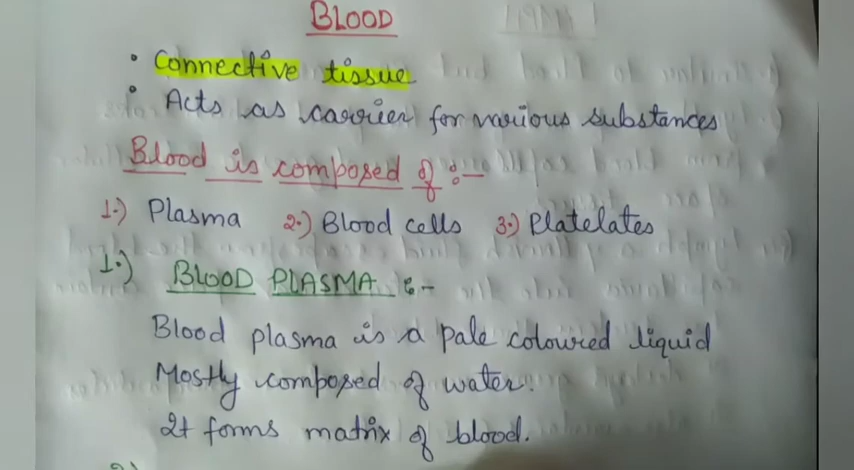 BLOOD
• Connective tissue
• Acts as carrier for various substances
Blood is composed of :-
1.) Plasma 2.) Blood cells 3.) Platelates
1.) BLOOD PLASMA :-
Blood plasma is a pale coloured liquid
Mostly composed of water.
It forms matrix of blood.